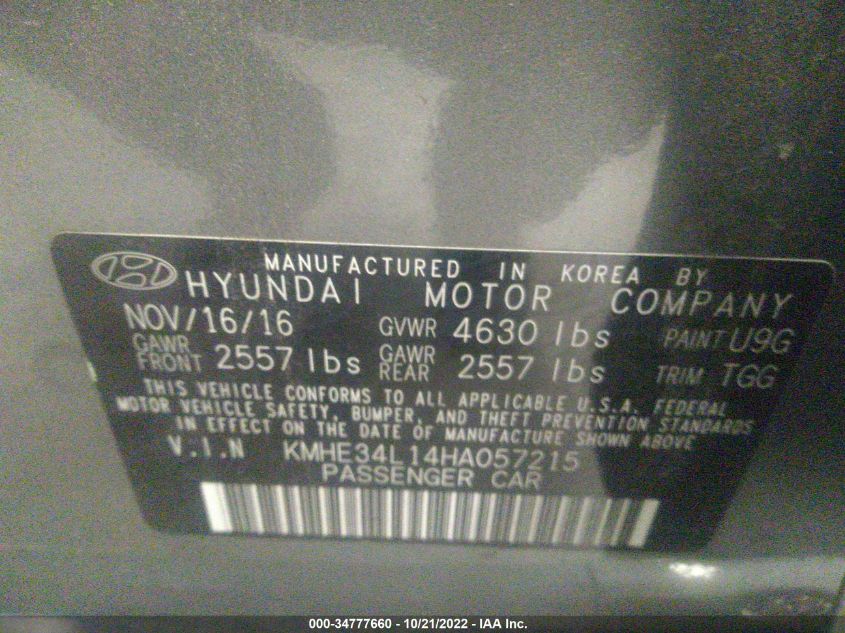 MANUFACTURED IN KOREA BY
HYUNDAI MOTOR COMPANY
NOV/16/16 GVWR 4630 lbs PAINT U9G
GAWR FRONT 2557 lbs GAWR REAR 2557 lbs TRIM TGG
THIS VEHICLE CONFORMS TO ALL APPLICABLE U.S.A. FEDERAL
MOTOR VEHICLE SAFETY, BUMPER, AND THEFT PREVENTION STANDARDS
IN EFFECT ON THE DATE OF MANUFACTURE SHOWN ABOVE
V.I.N KMHE34L14HA057215
PASSENGER CAR
000-34777660 - 10/21/2022 - IAA Inc.